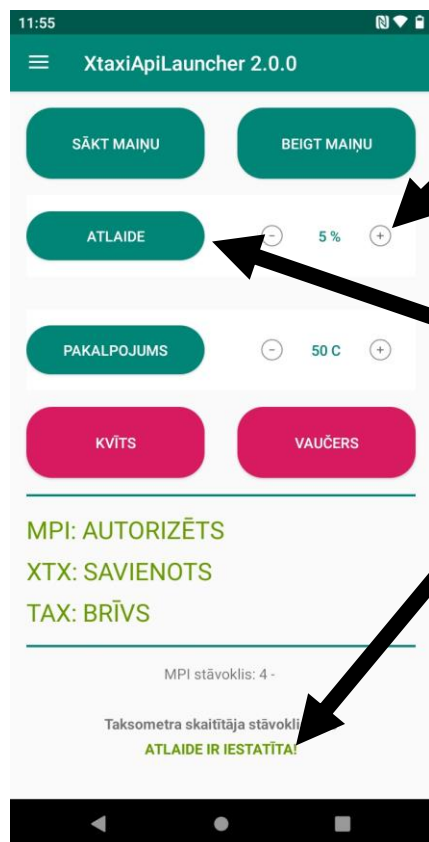 11:55
XtaxiApiLauncher 2.0.0
SĀKT MAIŅU BEIGT MAIŅU
ATLAIDE - 5 % +
PAKALPOJUMS - 50 C +
KVĪTS VAUČERS
MPI: AUTORIZĒTS
XTX: SAVIENOTS
TAX: BRĪVS
MPI stāvoklis: 4 -
Taksometra skaitītāja
ATLAIDE IR IESTATĪTA!